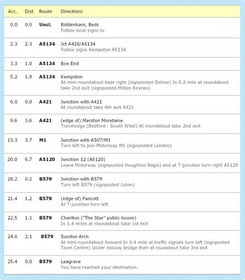 Acc. Dist Route Directions
0.0 0.0 Uncl. Biddenham, Beds
Follow local signs to
2.3 2.3 A5134 Jct A428/A5134
Follow signs Kempston A5134
3.3 1.0 A5134 Box End
5.2 1.9 A5134 Kempston
At mini-roundabout bear right (signposted Elstow) In 0.2 mile at roundabout
take 2nd exit (signposted Milton Keynes)
6.0 0.8 A421 Junction with A421
At roundabout take 4th exit A421
9.6 3.6 A421 (edge of) Marston Moretaine
Travelodge (Bedford - South West) At roundabout take 2nd exit
13.3 3.7 M1 Junction with A507/M1
Turn left to join Motorway M1 (signposted London)
20.0 6.7 A5120 Junction 12 (A5120)
Leave Motorway (signposted Houghton Regis) and at T-junction turn right A5120
20.2 0.2 B579 Junction with B579
Turn left B579 (signposted Luton)
21.4 1.2 B579 (edge of) Fancott
At T-junction turn left
22.5 1.1 B579 Charlton ("The Star" public house)
In 1.4 miles at roundabout take 1st exit
24.6 2.1 B579 Sundon Park
At mini-roundabout forward In 0.4 mile at traffic signals turn left (signposted
Town Centre) Under railway bridge then at roundabout take 3rd exit
25.4 0.8 B579 Leagrave
You have reached your destination.